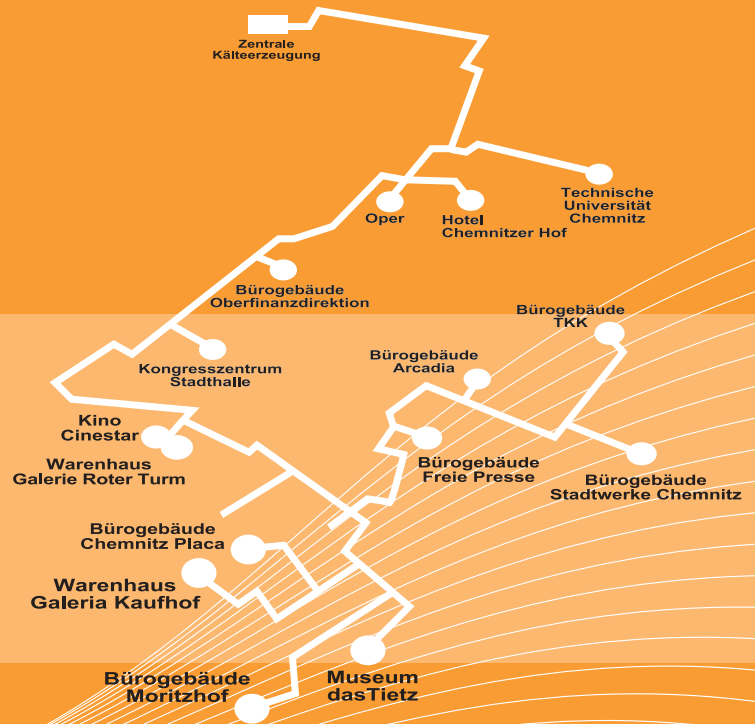 Zentrale
Kälteerzeugung
Technische
Universität
Chemnitz
Oper
Hotel
Chemnitzer Hof
Bürogebäude
Oberfinanzdirektion
Bürogebäude
TKK
Kongresszentrum
Stadthalle
Bürogebäude
Arcadia
Kino
Cinestar
Warenhaus
Galerie Roter Turm
Bürogebäude
Freie Presse
Bürogebäude
Stadtwerke Chemnitz
Bürogebäude
Chemnitz Placa
Warenhaus
Galeria Kaufhof
Bürogebäude
Moritzhof
Museum
dasTietz